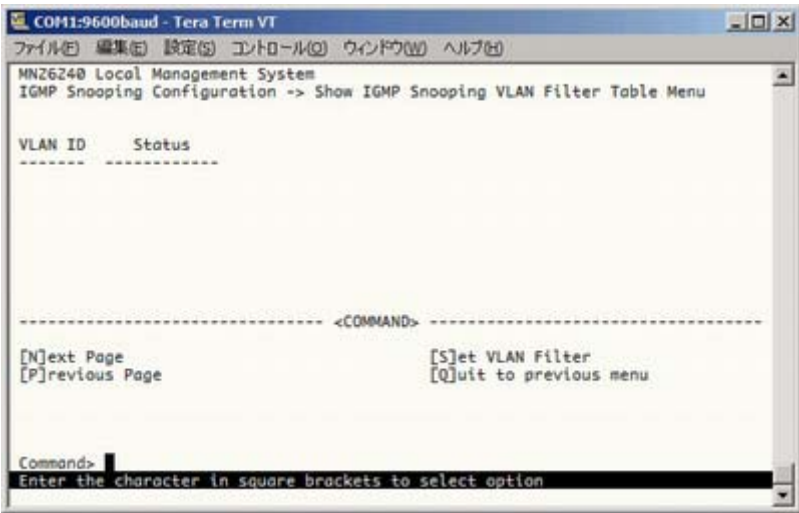 COM1:9600baud - Tera Term VT
ファイル(F) 編集(E) 設定(S) コントロール(O) ウィンドウ(W) ヘルプ(H)
MN26240 Local Management System
IGMP Snooping Configuration -> Show IGMP Snooping VLAN Filter Table Menu
VLAN ID Status
------- ------------
-------------------------------- <COMMAND> -----------------------------------
[N]ext Page [S]et VLAN Filter
[P]revious Page [Q]uit to previous menu
Command>
Enter the character in square brackets to select option